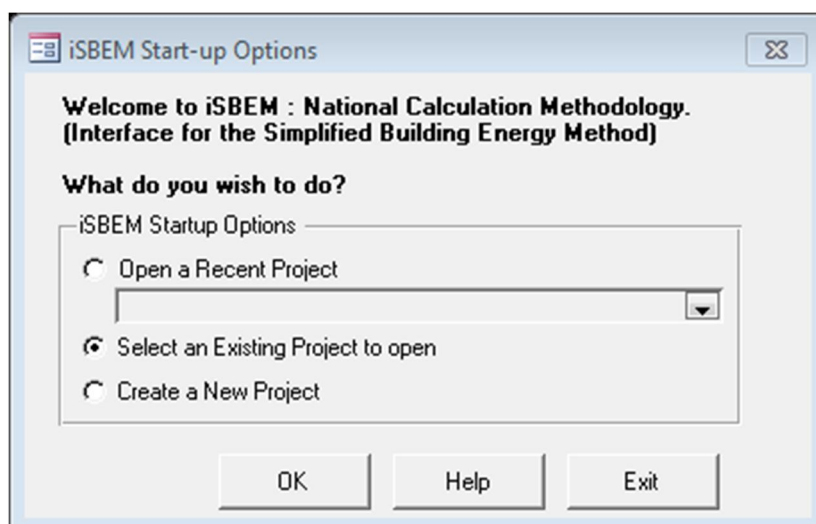 iSBEM Start-up Options
Welcome to iSBEM : National Calculation Methodology.
(Interface for the Simplified Building Energy Method)
What do you wish to do?
iSBEM Startup Options
Open a Recent Project
Select an Existing Project to open
Create a New Project
OK Help Exit